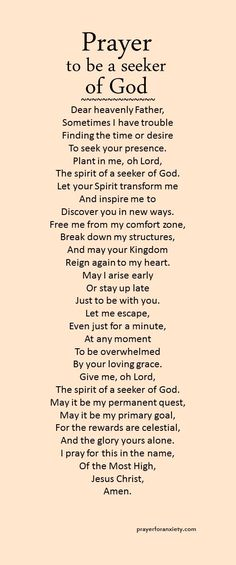 Prayer
to be a seeker
of God
~~~~~~~~~~~~~~
Dear heavenly Father,
Sometimes I have trouble
Finding the time or desire
To seek your presence.
Plant in me, oh Lord,
The spirit of a seeker of God.
Let your Spirit transform me
And inspire me to
Discover you in new ways.
Free me from my comfort zone,
Break down my structures,
And may your Kingdom
Reign again to my heart.
May I arise early
Or stay up late
Just to be with you.
Let me escape,
Even just for a minute,
At any moment
To be overwhelmed
By your loving grace.
Give me, oh Lord,
The spirit of a seeker of God.
May it be my permanent quest,
May it be my primary goal,
For the rewards are celestial,
And the glory yours alone.
I pray for this in the name,
Of the Most High,
Jesus Christ,
Amen.
prayerforanxiety.com